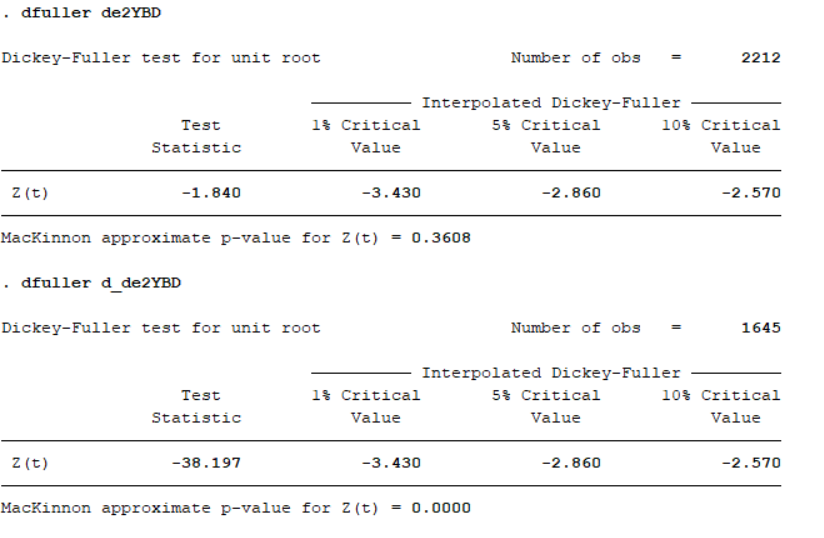 . dfuller de2YBD
Dickey-Fuller test for unit root Number of obs = 2212
Interpolated Dickey-Fuller
Test 1% Critical 5% Critical 10% Critical
Statistic Value Value Value
Z(t) -1.840 -3.430 -2.860 -2.570
MacKinnon approximate p-value for Z(t) = 0.3608
. dfuller d_de2YBD
Dickey-Fuller test for unit root Number of obs = 1645
Interpolated Dickey-Fuller
Test 1% Critical 5% Critical 10% Critical
Statistic Value Value Value
Z(t) -38.197 -3.430 -2.860 -2.570
MacKinnon approximate p-value for Z(t) = 0.0000